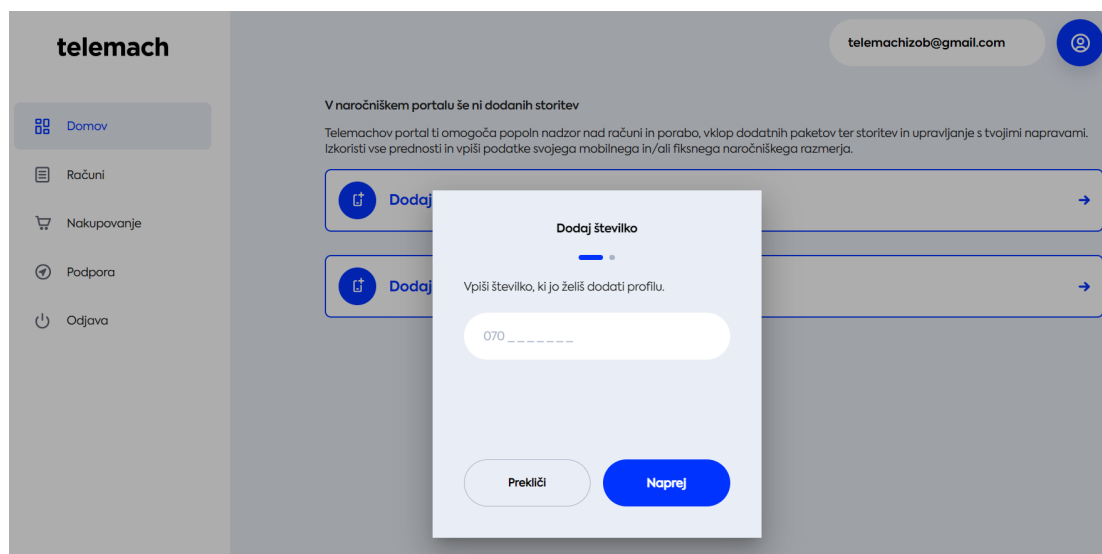 telemach
telemachizob@gmail.com
Domov
Računi
Nakupovanje
Podpora
Odjava
V naročniškem portalu še ni dodanih storitev
Telemachov portal ti omogoča popoln nadzor nad računi in porabo, vklop dodatnih paketov ter storitev in upravljanje s tvojimi napravami.
Izkoristi vse prednosti in vpiši podatke svojega mobilnega in/ali fiksnega naročniškega razmerja.
Dodaj
Dodaj
Dodaj številko
Vpiši številko, ki jo želiš dodati profilu.
070 _ _ _ _ _ _ _
Prekliči
Naprej